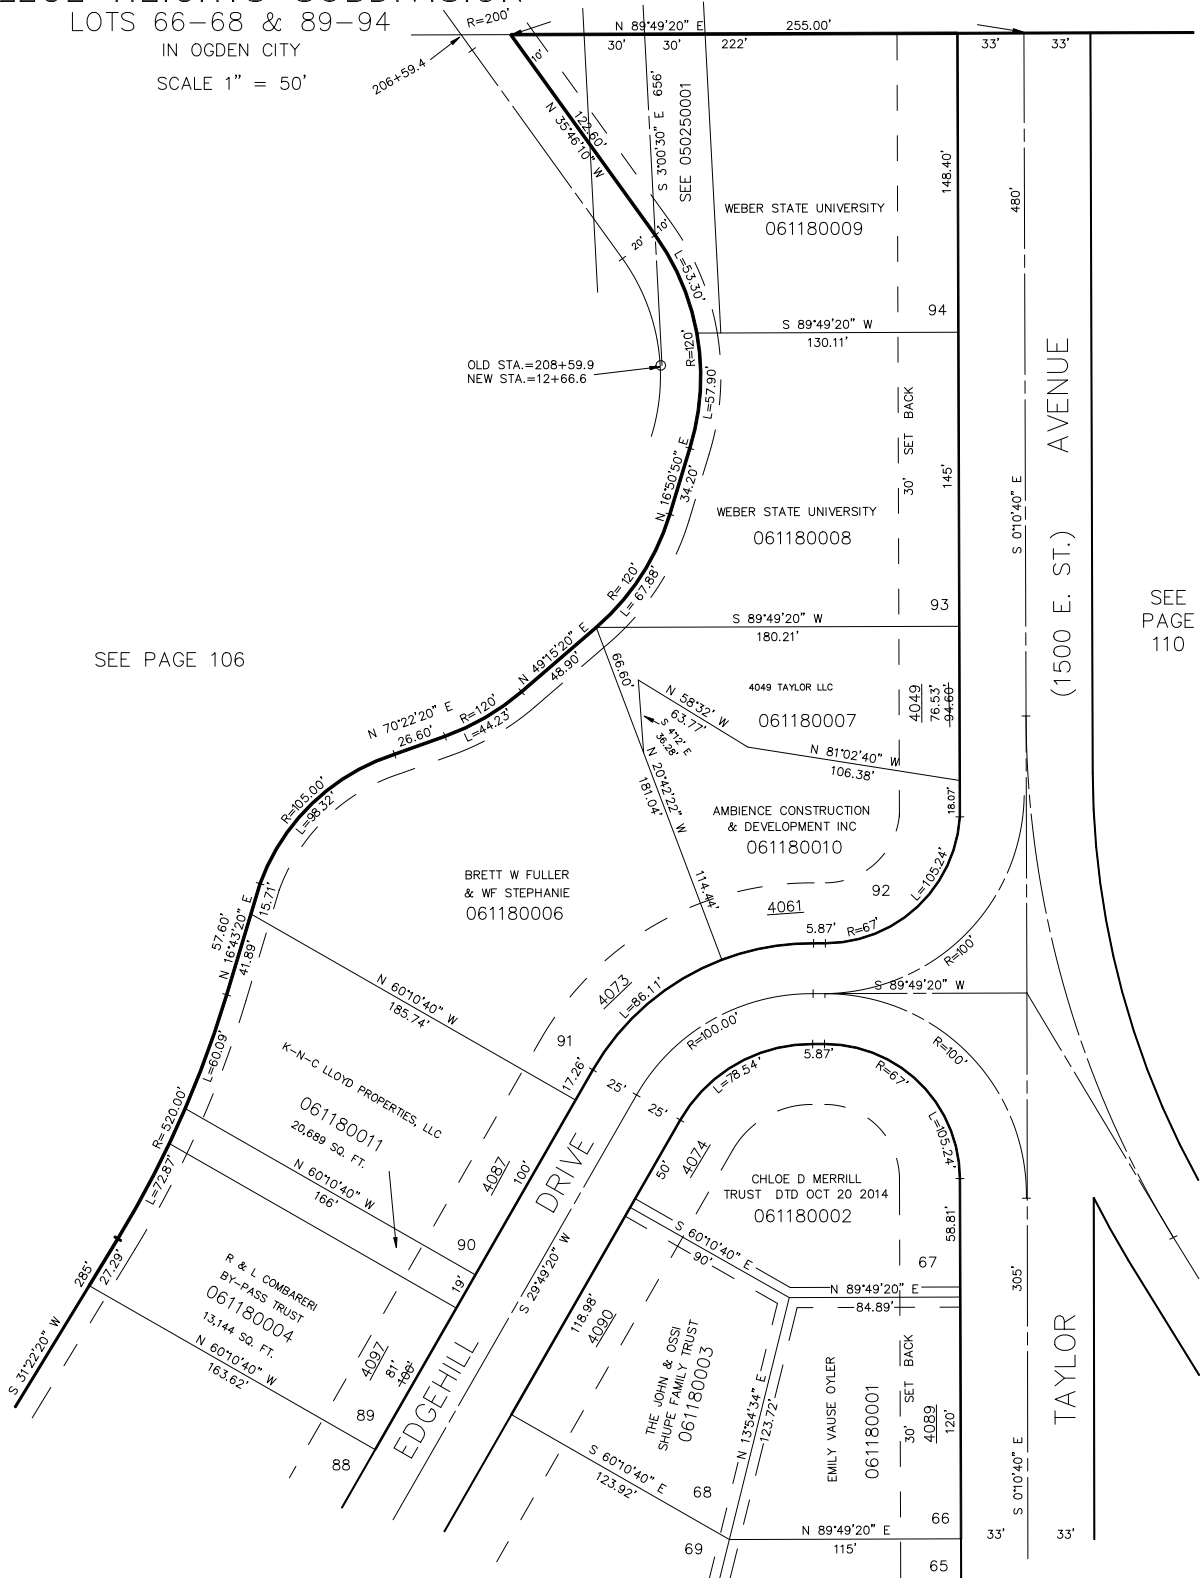 LOTS 66-68 & 89-94
IN OGDEN CITY
SCALE 1" = 50'
R=200'
N 89°49'20" E
255.00'
30'
30'
222'
33'
33'
206+59.4
10'
122.60'
N 35°46'10" W
S 3°00'30" E 656'
SEE 050250001
148.40'
480'
WEBER STATE UNIVERSITY
061180009
20'
10'
L=53.30'
94
S 89°49'20" W
130.11'
R=120'
OLD STA.=208+59.9
NEW STA.=12+66.6
L=57.90'
AVENUE
(1500 E. ST.)
30' SET BACK
145'
N 16°50'50" E
34.20'
S 0°10'40" E
WEBER STATE UNIVERSITY
061180008
R= 120'
L= 67.88'
93
S 89°49'20" W
180.21'
SEE
PAGE
110
SEE PAGE 106
N 49°15'20" E
48.90'
66.60'
4049 TAYLOR LLC
061180007
4049
76.53'
94.60'
N 58°32' W
63.77'
S 4°12' E
36.28'
N 70°22'20" E
26.60'
R=120'
L=44.23'
N 81°02'40" W
106.38'
N 20°42'22" W
181.04'
18.07'
R=105.00'
L=98.32'
AMBIENCE CONSTRUCTION
& DEVELOPMENT INC
061180010
BRETT W FULLER
& WF STEPHANIE
061180006
114.44'
92
4061
L=105.24'
15.71'
57.60'
N 16°43'20" E
41.89'
5.87'
R=67'
R=100'
N 60°10'40" W
185.74'
4073
L=86.11'
S 89°49'20" W
91
R=100.00'
L=60.09'
K-N-C LLOYD PROPERTIES, LLC
061180011
20,689 SQ. FT.
17.26'
25'
25'
L=78.54'
5.87'
R=67'
R=100'
L=105.24'
R= 520.00'
L=72.87'
N 60°10'40" W
166'
4087
100'
DRIVE
50'
4074
CHLOE D MERRILL
TRUST DTD OCT 20 2014
061180002
58.81'
S 60°10'40" E
90'
90
67
285'
27.29'
R & L COMBARERI
BY-PASS TRUST
061180004
13,144 SQ. FT.
19'
S 29°49'20" W
N 89°49'20" E
84.89'
305'
118.98'
4090
S 31°22'20" W
N 60°10'40" W
163.62'
4097
81'
100'
EDGEHILL
THE JOHN & OSSI
SHUPE FAMILY TRUST
061180003
N 13°54'34" E
123.72'
EMILY VAUSE OYLER
061180001
30' SET BACK
4089
120'
TAYLOR
89
88
S 60°10'40" E
123.92'
68
S 0°10'40" E
66
N 89°49'20" E
115'
33'
33'
69
65